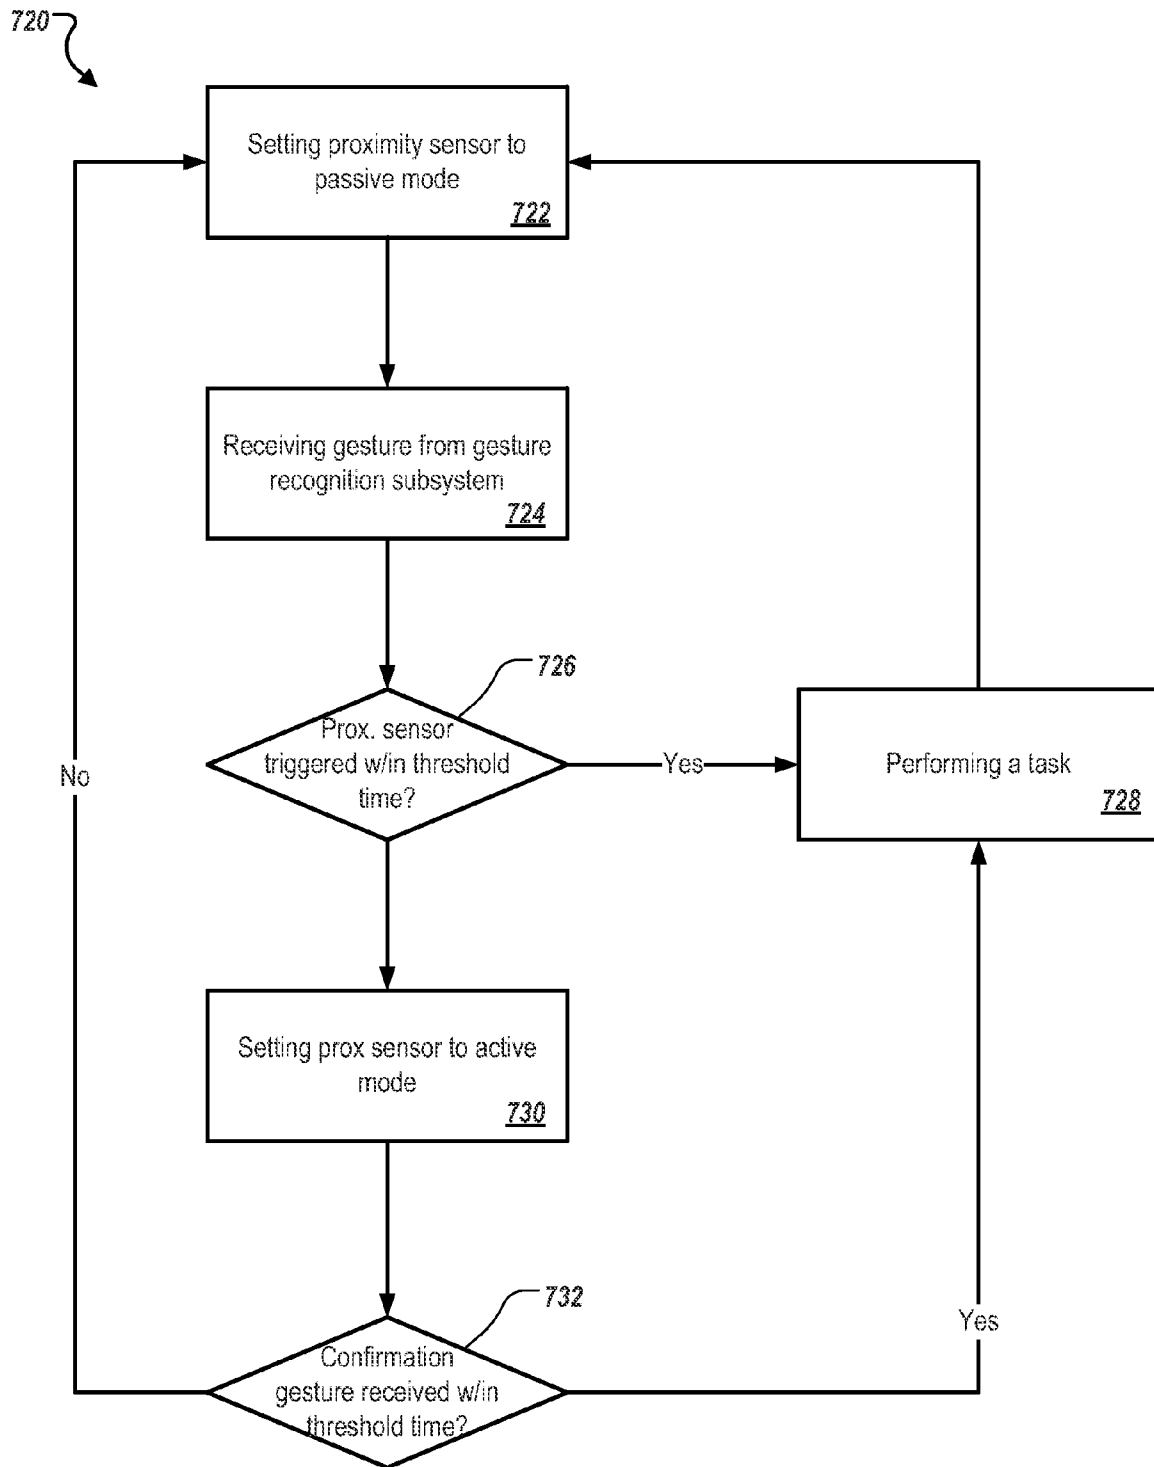 720
Setting proximity sensor to
passive mode
722
Receiving gesture from gesture
recognition subsystem
724
726
Prox. sensor
triggered w/in threshold
time?
Yes
Performing a task
728
No
Setting prox sensor to active
mode
730
732
Confirmation
gesture received w/in
threshold time?
Yes